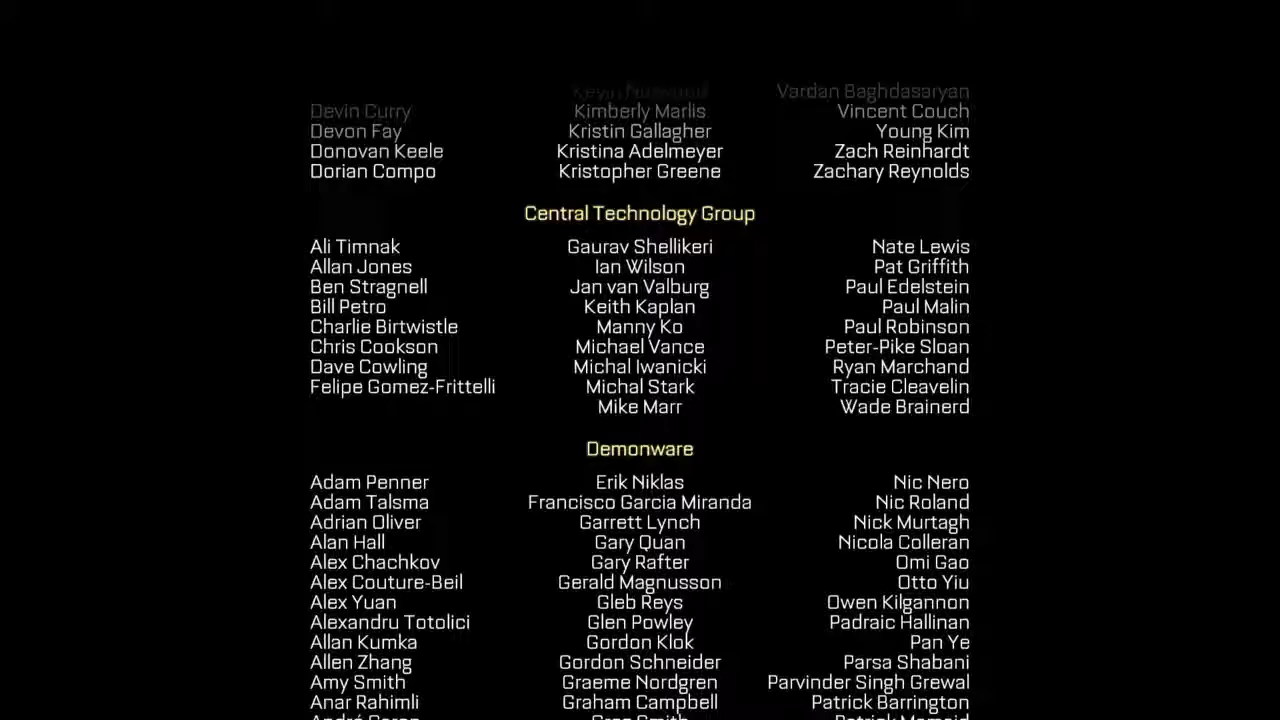 Vardan Baghdasaryan
Devin Curry Kimberly Marlis Vincent Couch
Devon Fay Kristin Gallagher Young Kim
Donovan Keele Kristina Adelmeyer Zach Reinhardt
Dorian Compo Kristopher Greene Zachary Reynolds
Central Technology Group
Ali Timnak Gaurav Shellikeri Nate Lewis
Allan Jones Ian Wilson Pat Griffith
Ben Stragnell Jan van Valburg Paul Edelstein
Bill Petro Keith Kaplan Paul Malin
Charlie Birtwistle Manny Ko Paul Robinson
Chris Cookson Michael Vance Peter-Pike Sloan
Dave Cowling Michal Iwanicki Ryan Marchand
Felipe Gomez-Frittelli Michal Stark Tracie Cleavelin
Mike Marr Wade Brainerd
Demonware
Adam Penner Erik Niklas Nic Nero
Adam Talsma Francisco Garcia Miranda Nic Roland
Adrian Oliver Garrett Lynch Nick Murtagh
Alan Hall Gary Quan Nicola Colleran
Alex Chachkov Gary Rafter Omi Gao
Alex Couture-Beil Gerald Magnusson Otto Yiu
Alex Yuan Gleb Reys Owen Kilgannon
Alexandru Totolici Glen Powley Padraic Hallinan
Allan Kumka Gordon Klok Pan Ye
Allen Zhang Gordon Schneider Parsa Shabani
Amy Smith Graeme Nordgren Parvinder Singh Grewal
Anar Rahimli Graham Campbell Patrick Barrington